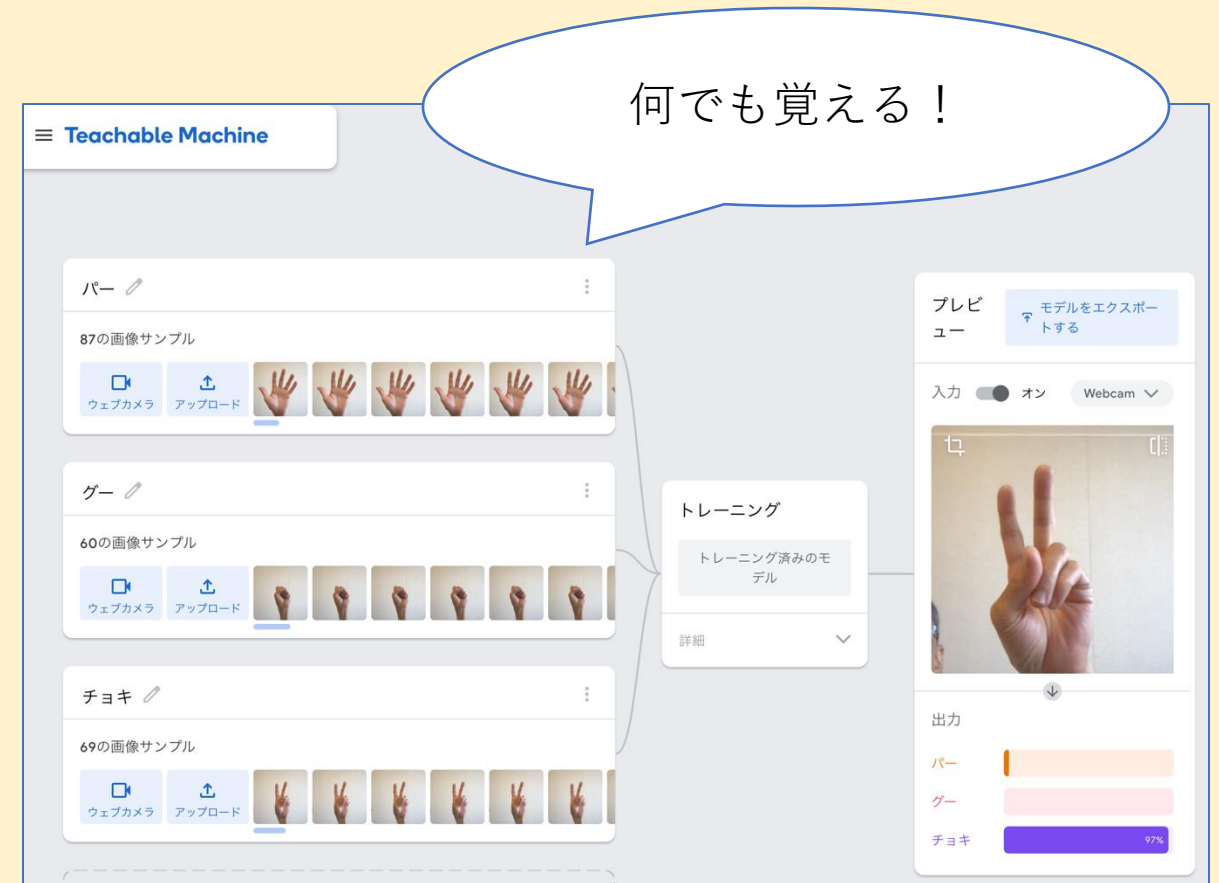 何でも覚える！
Teachable Machine
パー
87の画像サンプル
ウェブカメラ
アップロード
グー
60の画像サンプル
ウェブカメラ
アップロード
チョキ
69の画像サンプル
ウェブカメラ
アップロード
トレーニング
トレーニング済みのモ
デル
詳細
プレビ
ュー
モデルをエクスポー
トする
入力
オン
Webcam
出力
パー
グー
チョキ
97%